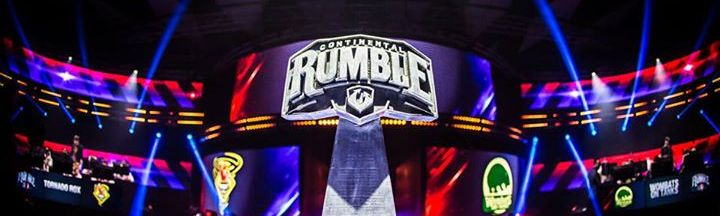 CONTINENTAL
RUMBLE
TORNADO ROX
WOMBATS
ON TANKS